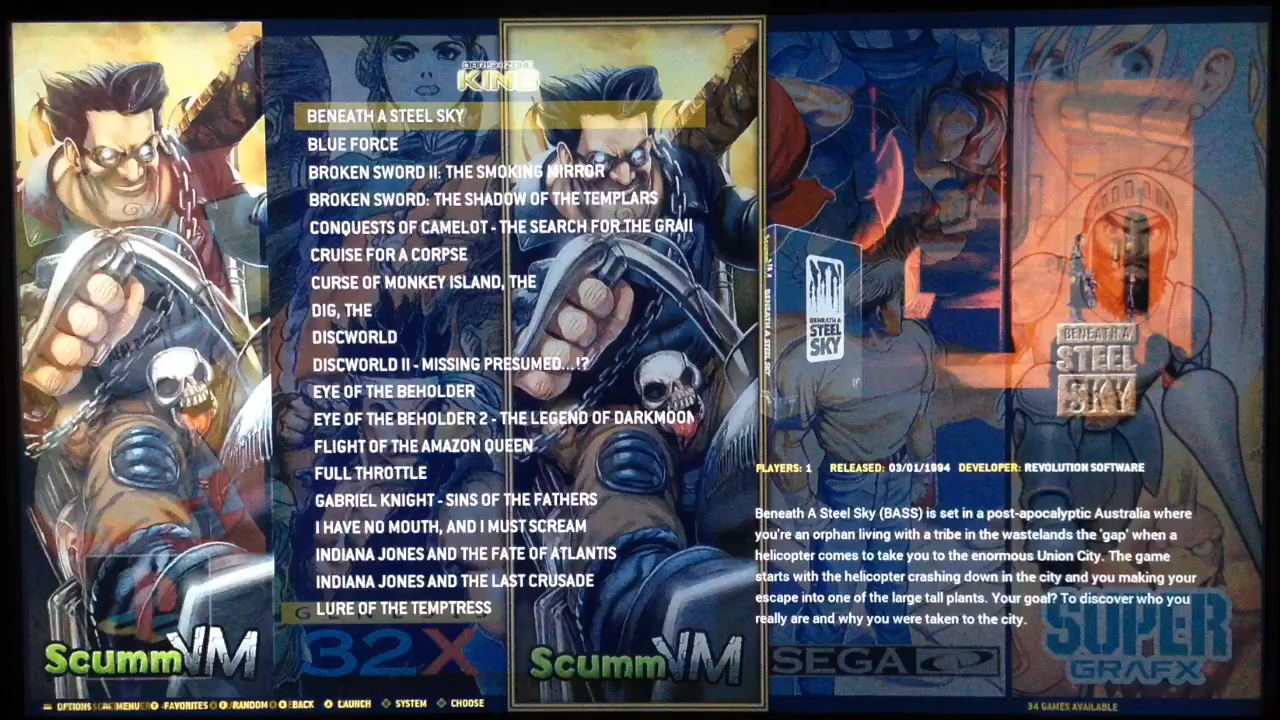 KING
BENEATH A STEEL SKY
BLUE FORCE
BROKEN SWORD II: THE SMOKING MIRROR
BROKEN SWORD: THE SHADOW OF THE TEMPLARS
CONQUESTS OF CAMELOT - THE SEARCH FOR THE GRAIL
CRUISE FOR A CORPSE
CURSE OF MONKEY ISLAND, THE
DIG, THE
DISCWORLD
DISCWORLD II - MISSING PRESUMED...!?
EYE OF THE BEHOLDER
EYE OF THE BEHOLDER 2 - THE LEGEND OF DARKMOON
FLIGHT OF THE AMAZON QUEEN
FULL THROTTLE
GABRIEL KNIGHT - SINS OF THE FATHERS
I HAVE NO MOUTH, AND I MUST SCREAM
INDIANA JONES AND THE FATE OF ATLANTIS
INDIANA JONES AND THE LAST CRUSADE
LURE OF THE TEMPTRESS
ScummVM
BENEATH A STEEL SKY
BENEATH A
STEEL
SKY
BENEATH A
STEEL
SKY
PLAYERS: 1 RELEASED: 03/01/1994 DEVELOPER: REVOLUTION SOFTWARE
Beneath A Steel Sky (BASS) is set in a post-apocalyptic Australia where
you're an orphan living with a tribe in the wastelands the 'gap' when a
helicopter comes to take you to the enormous Union City. The game
starts with the helicopter crashing down in the city and you making your
escape into one of the large tall plants. Your goal? To discover who you
really are and why you were taken to the city.
ScummVM
GENESIS
32X
ScummVM
SEGA CD
SUPER
GRAFX
OPTIONS MENU FAVORITES RANDOM BACK LAUNCH SYSTEM CHOOSE
34 GAMES AVAILABLE